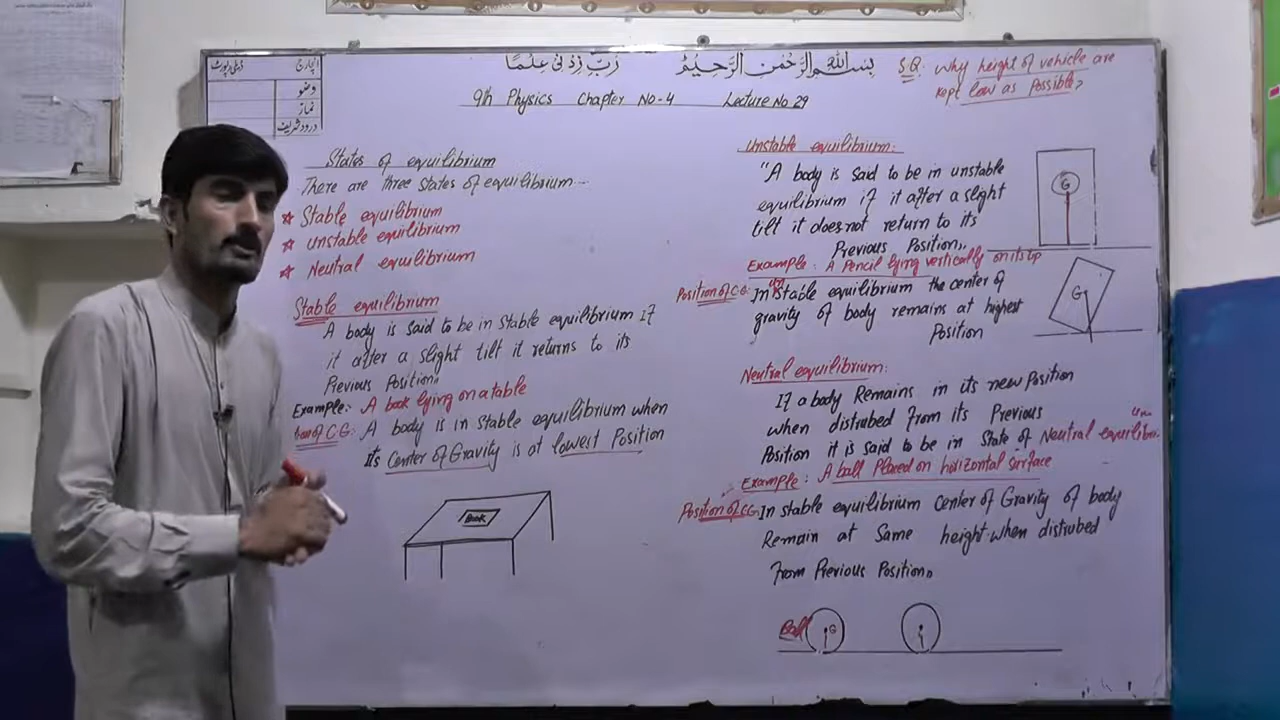 انچارج
ڈیلی رپورٹ
وضو
نماز
درود شریف
رَبِّ زِدْنِیْ عِلْمًا
بِسْمِ اللّٰہِ الرَّحْمٰنِ الرَّحِیْمِ
9th Physics Chapter No-4 Lecture No 29
S.Q: Why height of vehicle are
kept low as Possible?
States of equilibrium
There are three states of equilibrium:-
★ Stable equilibrium
★ Unstable equilibrium
★ Neutral equilibrium
Stable equilibrium
A body is said to be in stable equilibrium If
it after a slight tilt it returns to its
Previous Position.
Example: A book lying on a table
of C.G: A body is in stable equilibrium when
Its Center of Gravity is at lowest Position
Book
Unstable equilibrium:
"A body is said to be in unstable
equilibrium if it after a slight
tilt it does not return to its
Previous Position,,
Example: A Pencil lying vertically on its tip
Position of C.G: In "un"stable equilibrium the center of
gravity of body remains at highest
Position
G
G
Neutral equilibrium:
If a body Remains in its new Position
when distrubed From its Previous
Position it is said to be in State of Neutral equilibrium
Example: A ball Placed on horizontal surface
Position of C.G: In stable equilibrium center of Gravity of body
Remain at Same height when distrubed
From Previous Position.
Ball G